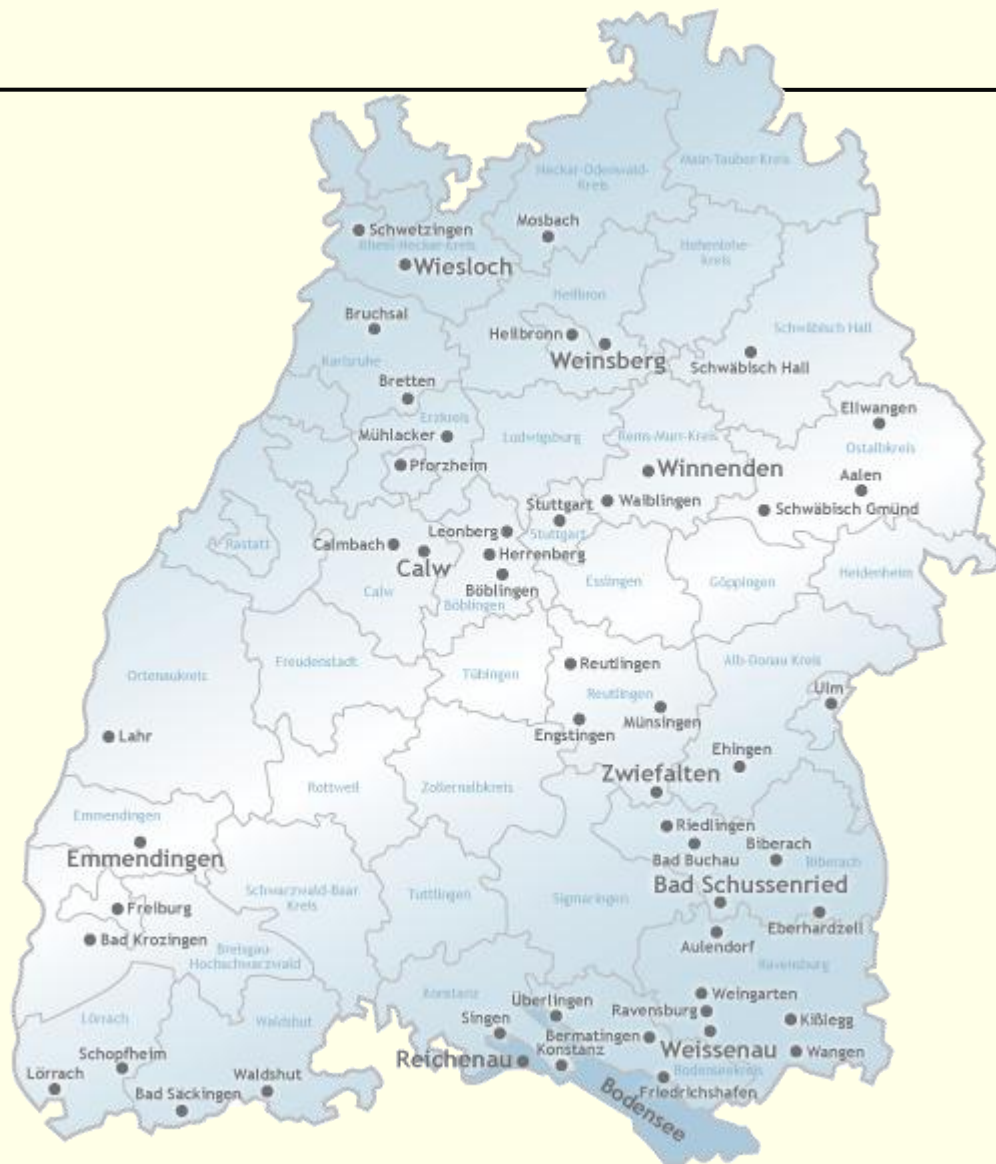 Main-Tauber-Kreis
Neckar-Odenwald-
Kreis
Mosbach
Schwetzingen
Rhein-Neckar-Kreis
Wiesloch
Hohenlohe-
kreis
Heilbron
Bruchsal
Heilbronn
Weinsberg
Schwäbisch Hall
Schwäbisch Hall
Karlsruhe
Bretten
Erzkreis
Ellwangen
Mühlacker
Ludwigsburg
Rems-Murr-Kreis
Ostalbkreis
Pforzheim
Winnenden
Aalen
Stuttgart
Waiblingen
Schwäbisch Gmünd
Leonberg
Stuttgart
Rastatt
Calmbach
Herrenberg
Calw
Böblingen
Esslingen
Göppingen
Heidenheim
Calw
Böblingen
Ortenaukreis
Freudenstadt
Tübingen
Reutlingen
Alb-Donau Kreis
Reutlingen
Ulm
Münsingen
Lahr
Engstingen
Ehingen
Zwiefalten
Rottweil
Zollernalbkreis
Emmendingen
Riedlingen
Emmendingen
Biberach
Bad Buchau
Biberach
Schwarzwald-Baar
Kreis
Tuttlingen
Sigmaringen
Bad Schussenried
Freiburg
Eberhardzell
Bad Krozingen
Aulendorf
Breisgau-
Hochschwarzwald
Ravensburg
Konstanz
Weingarten
Überlingen
Ravensburg
Lörrach
Waldshut
Singen
Kißlegg
Bermatingen
Schopfheim
Reichenau
Konstanz
Weissenau
Wangen
Lörrach
Waldshut
Bodenseekreis
Bad Säckingen
Friedrichshafen
Bodensee